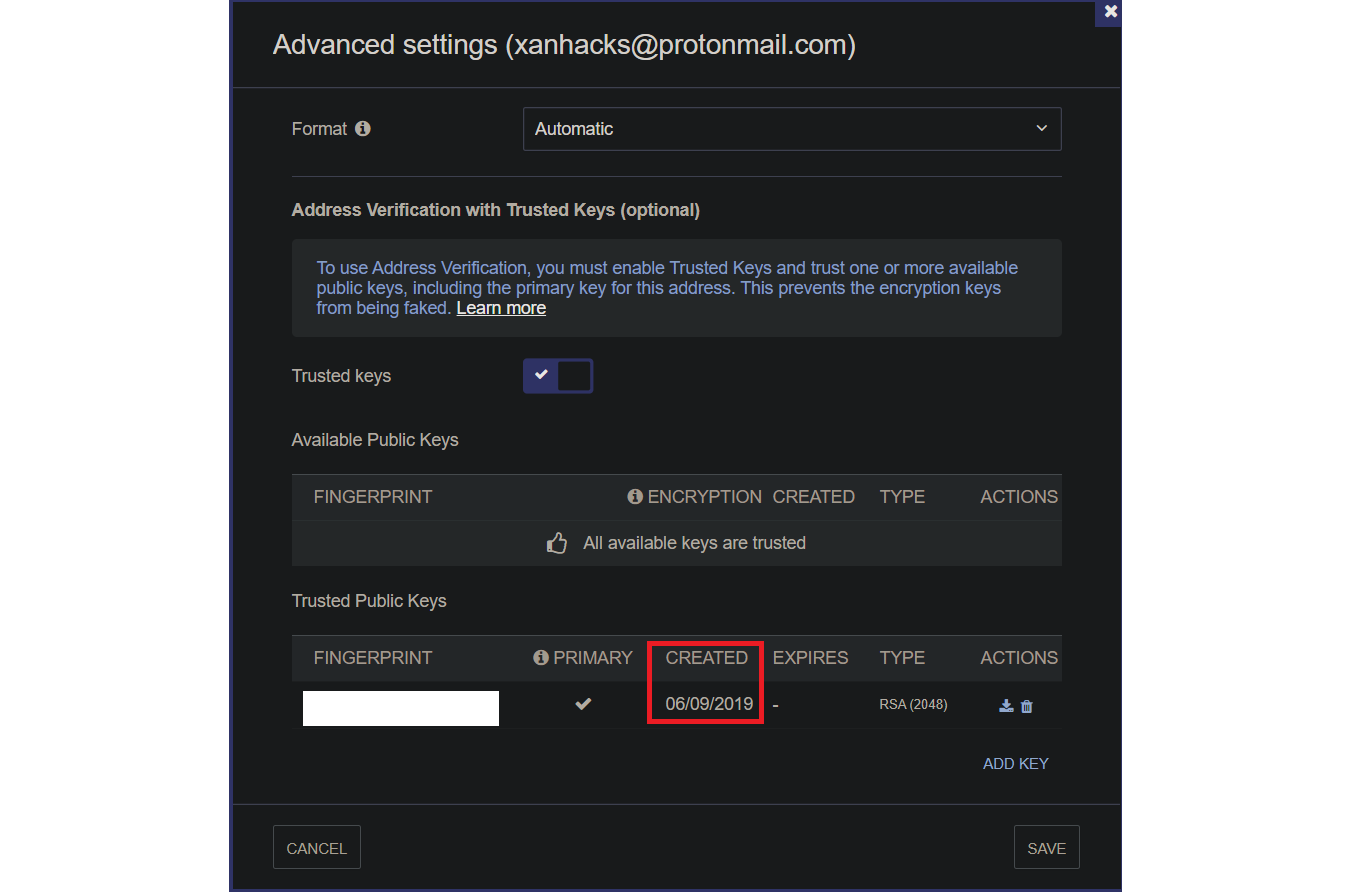 Advanced settings (xanhacks@protonmail.com)
Format
Automatic
Address Verification with Trusted Keys (optional)
To use Address Verification, you must enable Trusted Keys and trust one or more available
public keys, including the primary key for this address. This prevents the encryption keys
from being faked. Learn more
Trusted keys
Available Public Keys
FINGERPRINT ENCRYPTION CREATED TYPE ACTIONS
All available keys are trusted
Trusted Public Keys
FINGERPRINT PRIMARY CREATED EXPIRES TYPE ACTIONS
06/09/2019 - RSA (2048)
ADD KEY
CANCEL SAVE